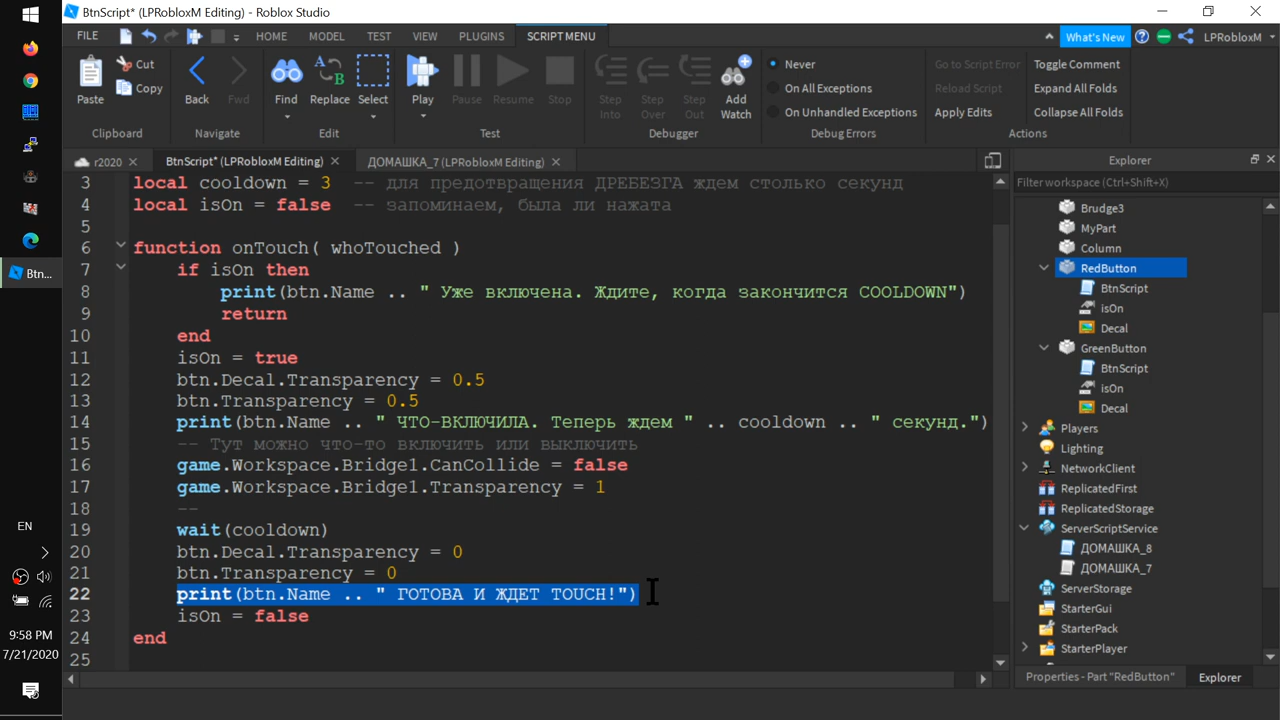 BtnScript* (LPRobloxM Editing) - Roblox Studio
FILE HOME MODEL TEST VIEW PLUGINS SCRIPT MENU What's New LPRobloxM
Paste Cut Copy
Back Fwd
Find Replace Select
Play Pause Resume Stop
Step Into Step Over Step Out Add Watch
Never
On All Exceptions
On Unhandled Exceptions
Go to Script Error
Reload Script
Apply Edits
Toggle Comment
Expand All Folds
Collapse All Folds
Clipboard Navigate Edit Test Debugger Debug Errors Actions
r2020 BtnScript* (LPRobloxM Editing) ДОМАШКА_7 (LPRobloxM Editing)
3 local cooldown = 3 -- для предотвращения ДРЕБЕЗГА ждем столько секунд
4 local isOn = false -- запоминаем, была ли нажата
5
6 function onTouch( whoTouched )
7 if isOn then
8 print(btn.Name .. " Уже включена. Ждите, когда закончится COOLDOWN")
9 return
10 end
11 isOn = true
12 btn.Decal.Transparency = 0.5
13 btn.Transparency = 0.5
14 print(btn.Name .. " ЧТО-ВКЛЮЧИЛА. Теперь ждем " .. cooldown .. " секунд.")
15 -- Тут можно что-то включить или выключить
16 game.Workspace.Bridge1.CanCollide = false
17 game.Workspace.Bridge1.Transparency = 1
18 --
19 wait(cooldown)
20 btn.Decal.Transparency = 0
21 btn.Transparency = 0
22 print(btn.Name .. " ГОТОВА И ЖДЕТ TOUCH!")
23 isOn = false
24 end
25
Explorer
Filter workspace (Ctrl+Shift+X)
Brudge3
MyPart
Column
RedButton
BtnScript
isOn
Decal
GreenButton
BtnScript
isOn
Decal
Players
Lighting
NetworkClient
ReplicatedFirst
ReplicatedStorage
ServerScriptService
ДОМАШКА_8
ДОМАШКА_7
ServerStorage
StarterGui
StarterPack
StarterPlayer
Properties - Part "RedButton" Explorer
Btn...
EN
9:58 PM
7/21/2020